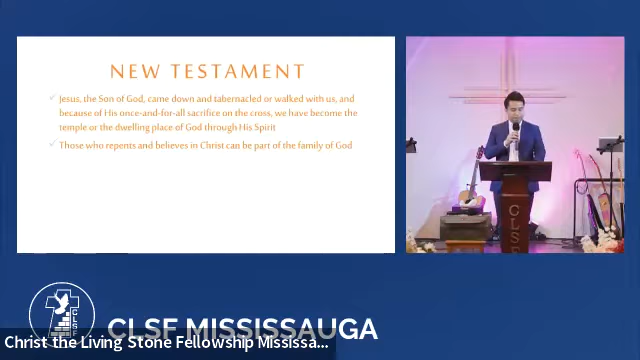 NEW TESTAMENT
Jesus, the Son of God, came down and tabernacled or walked with us, and
because of His once-and-for-all sacrifice on the cross, we have become the
temple or the dwelling place of God through His Spirit
Those who repents and believes in Christ can be part of the family of God
CLSF
CLSF
CLSF MISSISSAUGA
Christ the Living Stone Fellowship Mississa...